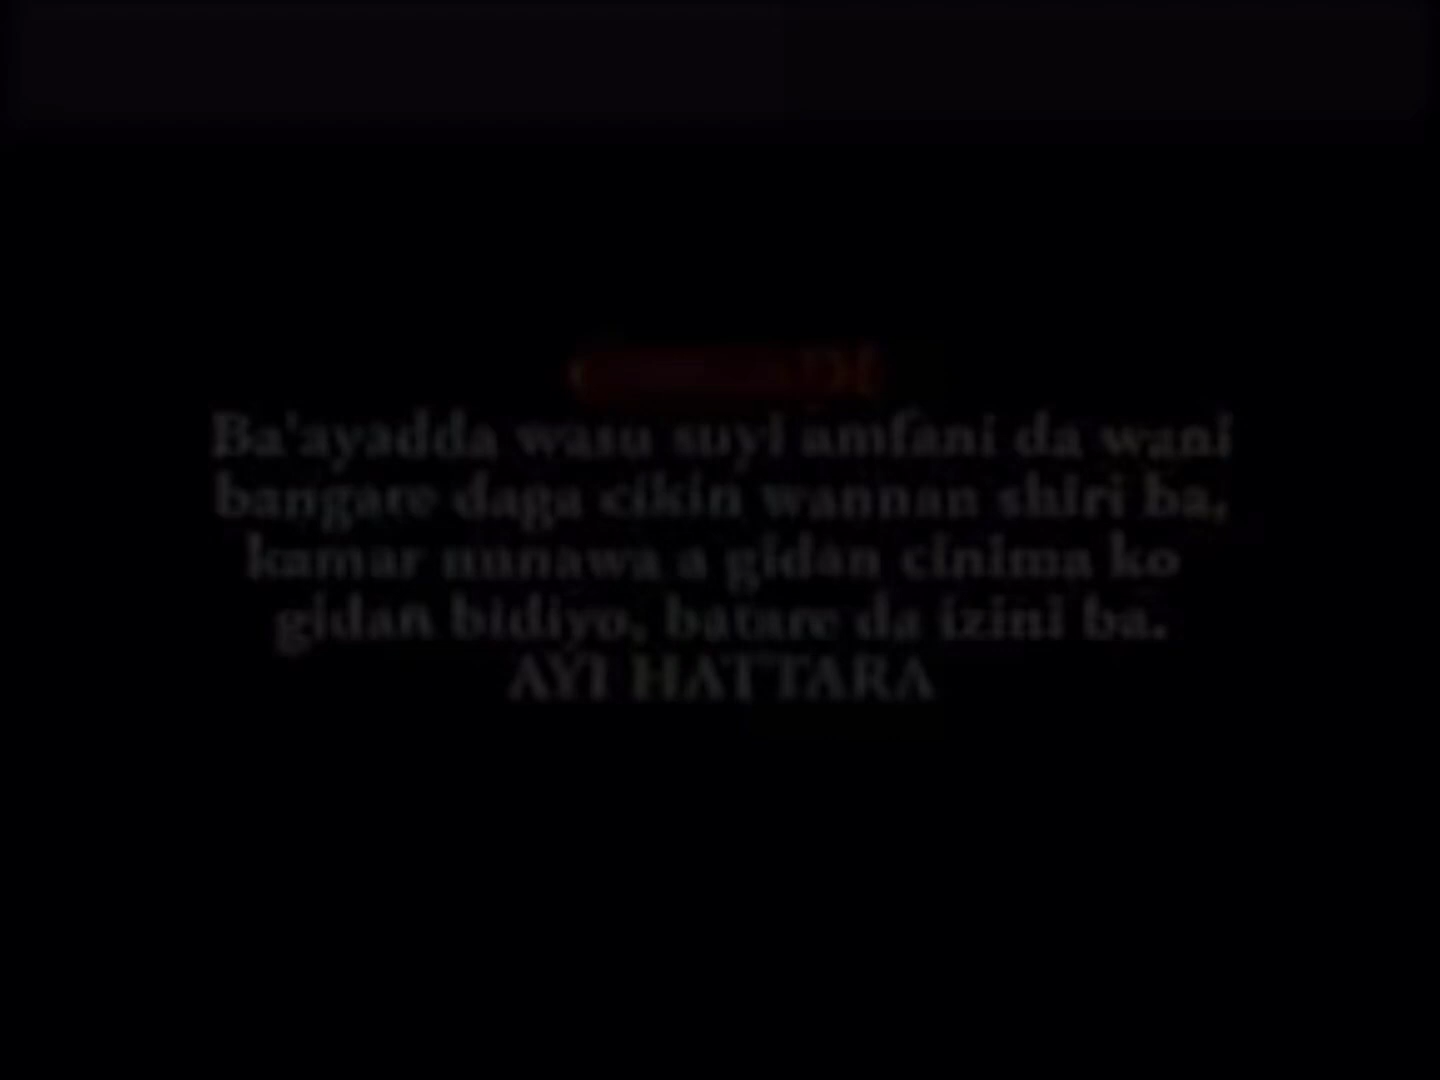 Ba'ayadda wasu suyi amfani da wani
bangare daga cikin wannan shiri ba,
kamar nunawa a gidan cinima ko
gidan bidiyo, batare da izini ba.
AYI HATTARA